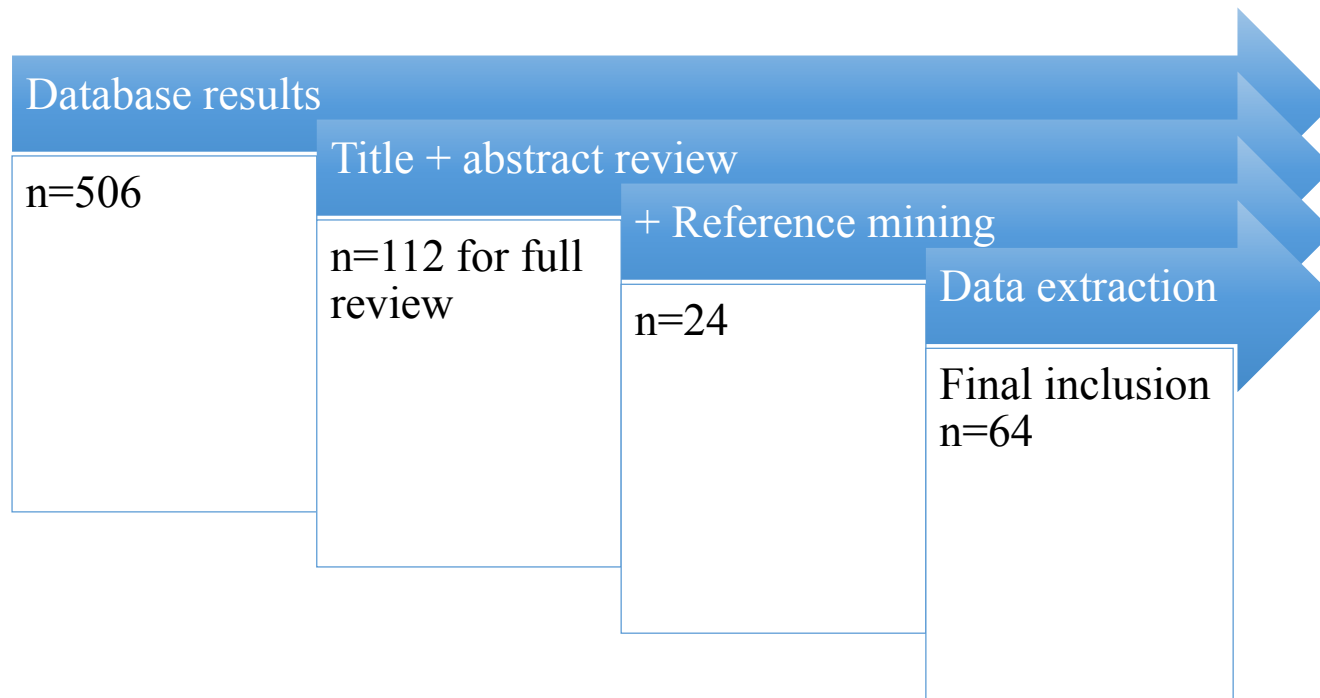 Database results
n=506
Title + abstract review
n=112 for full
review
+ Reference mining
n=24
Data extraction
Final inclusion
n=64